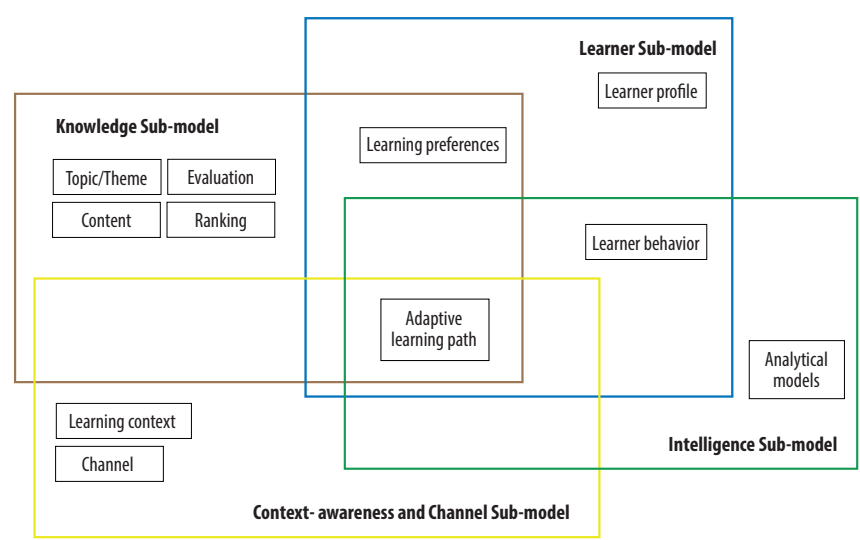 Learner Sub-model
Learner profile
Knowledge Sub-model
Learning preferences
Topic/Theme
Evaluation
Content
Ranking
Learner behavior
Adaptive
learning path
Analytical
models
Learning context
Channel
Intelligence Sub-model
Context- awareness and Channel Sub-model